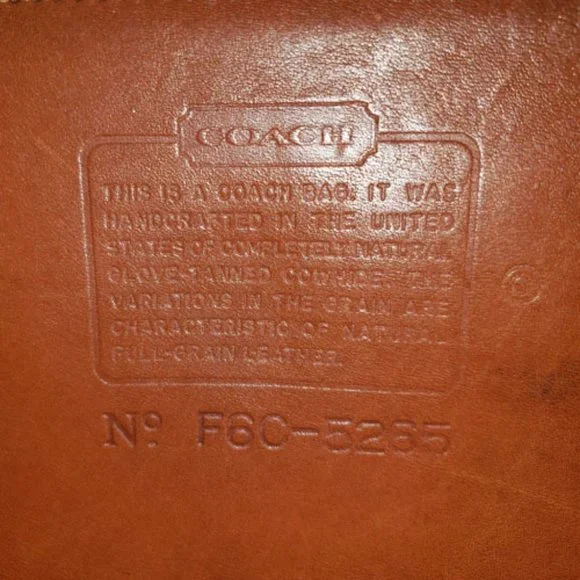 COACH
THIS IS A COACH BAG. IT WAS
HANDCRAFTED IN THE UNITED
STATES OF COMPLETELY NATURAL
GLOVE-TANNED COWHIDE. THE
VARIATIONS IN THE GRAIN ARE
CHARACTERISTIC OF NATURAL
FULL-GRAIN LEATHER.
Nº F6C-5265